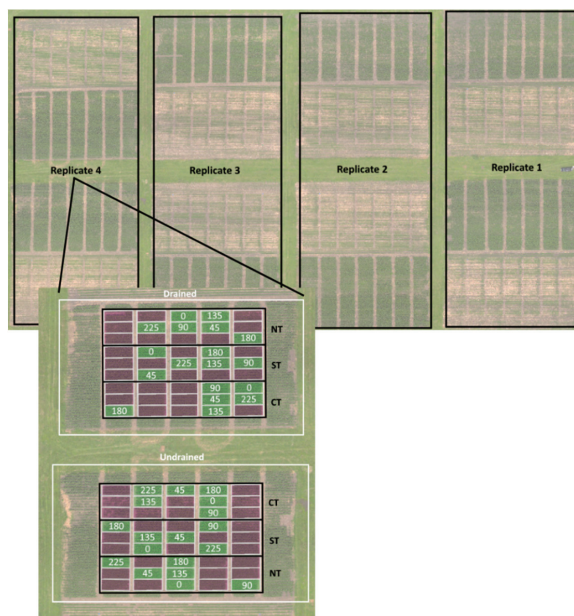 Replicate 4 Replicate 3 Replicate 2 Replicate 1
Drained
0 135
225 90 45 NT
180
0 180
225 135 90 ST
45
90 0
45 225 CT
180 135
Undrained
225 45 180
135 0 CT
90
180 90
135 45 ST
0 225
225 180
45 135 NT
0 90